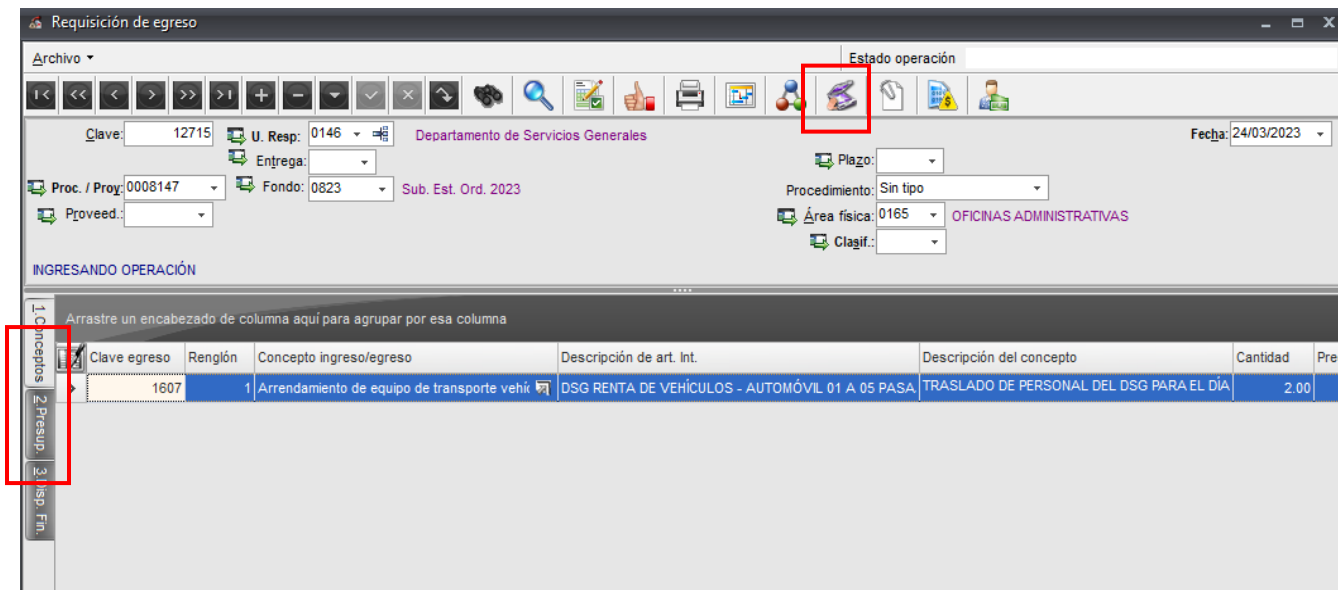 Requisición de egreso
Archivo
Estado operación
Clave: 12715 U. Resp: 0146 Departamento de Servicios Generales Fecha: 24/03/2023
Entrega: Plazo:
Proc. / Proy: 0008147 Fondo: 0823 Sub. Est. Ord. 2023 Procedimiento: Sin tipo
Proveed.: Área física: 0165 OFICINAS ADMINISTRATIVAS
Clasif.:
INGRESANDO OPERACIÓN
1.Conceptos
2.Presup.
3.Disp. Fin.
Arrastre un encabezado de columna aquí para agrupar por esa columna
Clave egreso Renglón Concepto ingreso/egreso Descripción de art. Int. Descripción del concepto Cantidad Pre
1607 1 Arrendamiento de equipo de transporte vehíc DSG RENTA DE VEHÍCULOS - AUTOMÓVIL 01 A 05 PASA. TRASLADO DE PERSONAL DEL DSG PARA EL DÍA 2.00